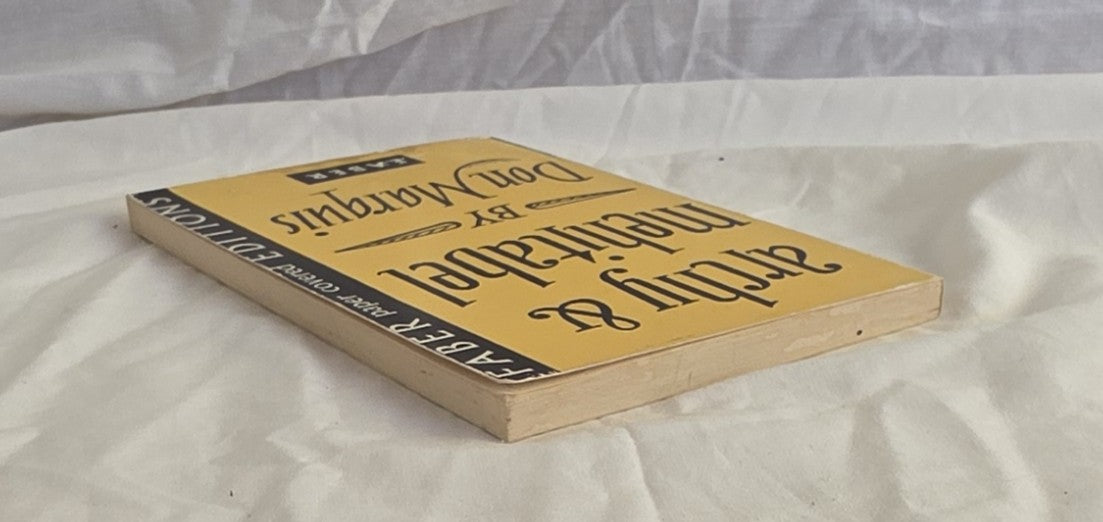 archy &
mehitabel
BY
Don Marquis
FABER
FABER paper covered EDITIONS